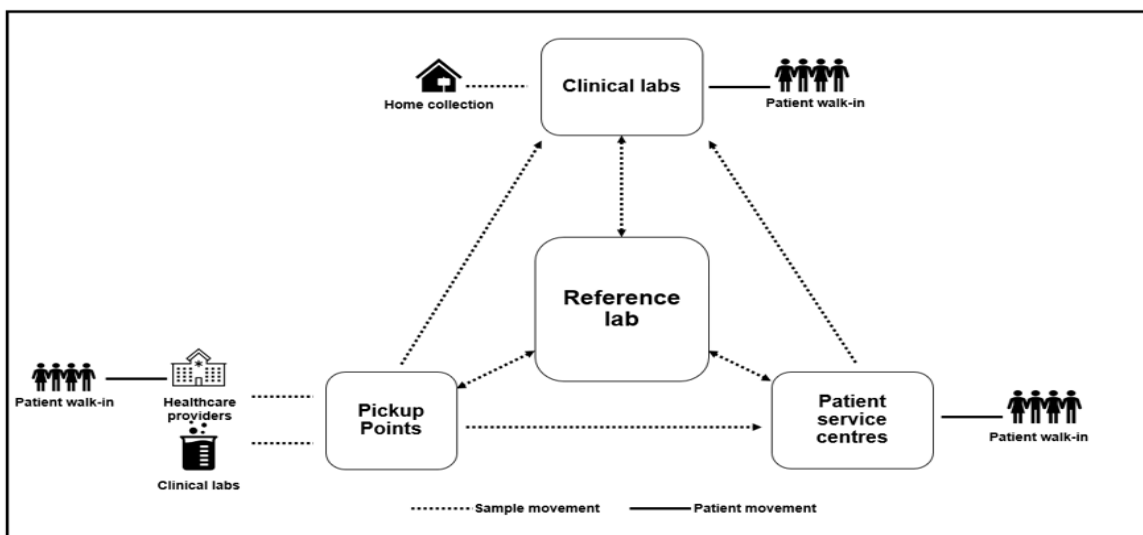 Home collection
Clinical labs
Patient walk-in
Reference
lab
Patient walk-in
Healthcare
providers
Clinical labs
Pickup
Points
Patient
service
centres
Patient walk-in
Sample movement
Patient movement